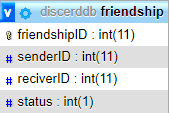 v discerddb friendship
friendshipID : int(11)
# senderID : int(11)
# reciverID : int(11)
# status : int(1)